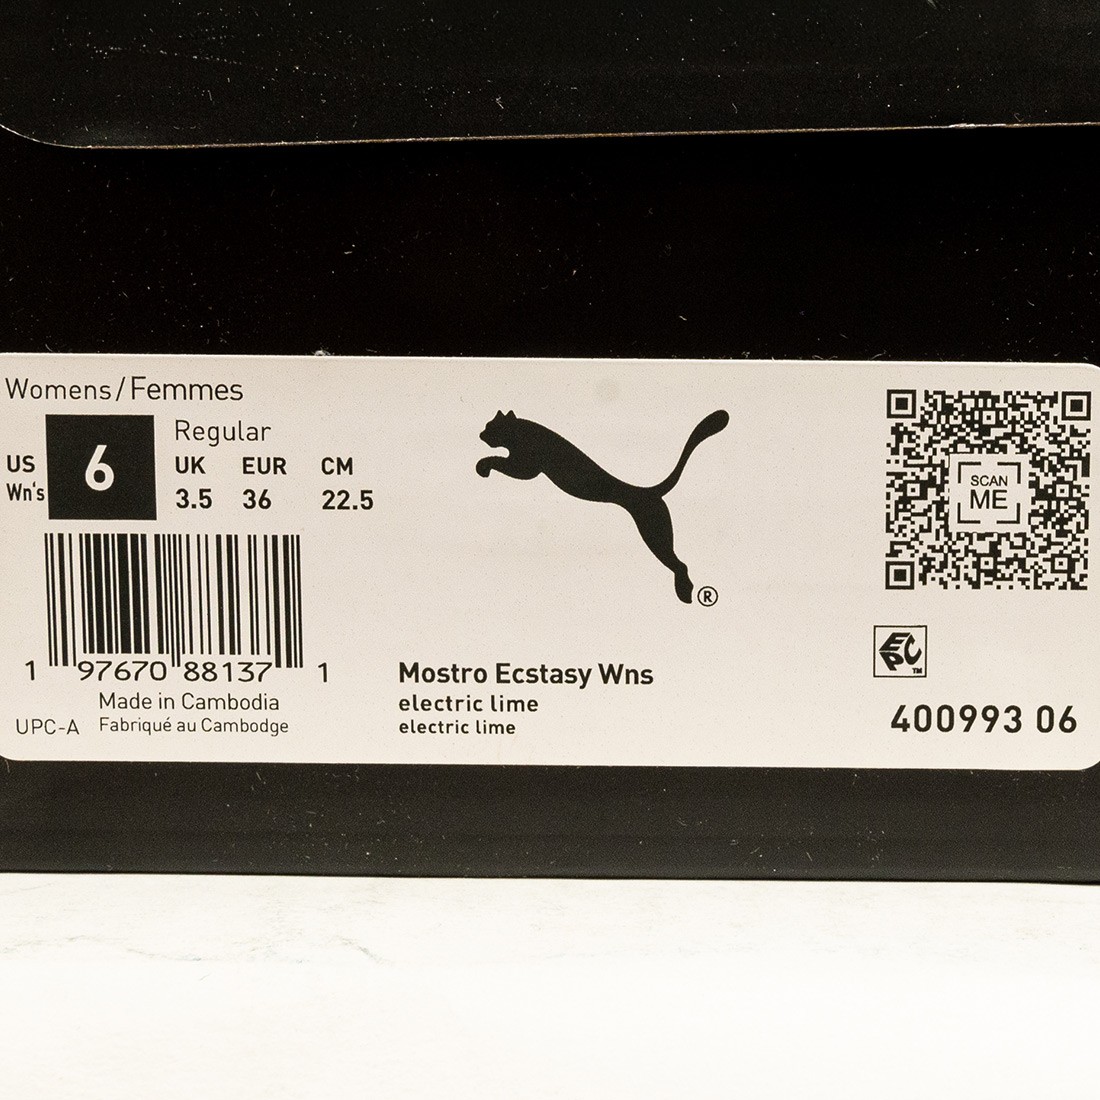 Womens/Femmes
US
Wn's
6
Regular
UK EUR CM
3.5 36 22.5
1 97670 88137 1
Made in Cambodia
UPC-A Fabriqué au Cambodge
®
Mostro Ecstasy Wns
electric lime
electric lime
SCAN
ME
EPC™
400993 06